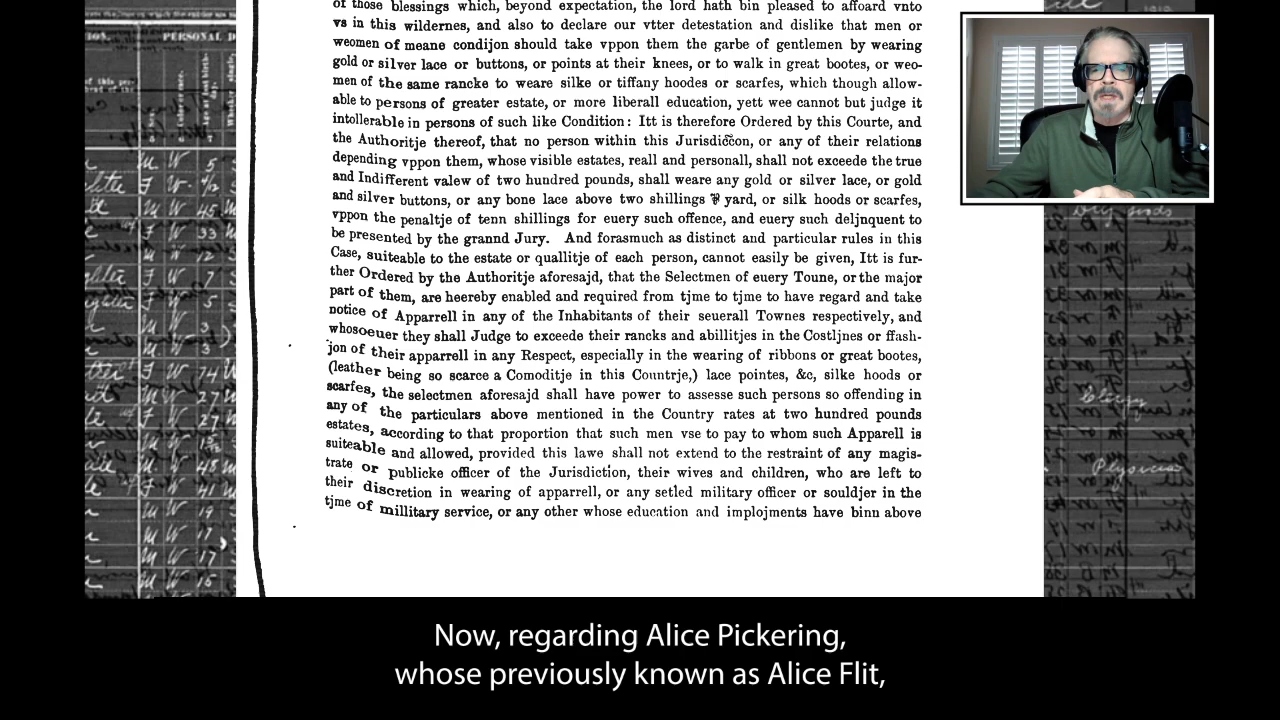 of those blessings which, beyond expectation, the lord hath bin pleased to affoard vnto
vs in this wildernes, and also to declare our vtter detestation and dislike that men or
weomen of meane condijon should take vppon them the garbe of gentlemen by wearing
gold or silver lace or buttons, or points at their knees, or to walk in great bootes, or weo-
men of the same rancke to weare silke or tiffany hoodes or scarfes, which though allow-
able to persons of greater estate, or more liberall education, yett wee cannot but judge it
intollerable in persons of such like Condition: Itt is therefore Ordered by this Courte, and
the Authoritje thereof, that no person within this Jurisdic̃con, or any of their relations
depending vppon them, whose visible estates, reall and personall, shall not exceede the true
and Indifferent valew of two hundred pounds, shall weare any gold or silver lace, or gold
and silver buttons, or any bone lace above two shillings ⅌ yard, or silk hoods or scarfes,
vppon the penaltje of tenn shillings for euery such offence, and euery such deljnquent to
be presented by the grannd Jury. And forasmuch as distinct and particular rules in this
Case, suiteable to the estate or quallitje of each person, cannot easily be given, Itt is fur-
ther Ordered by the Authoritje aforesajd, that the Selectmen of euery Toune, or the major
part of them, are heereby enabled and required from tjme to tjme to have regard and take
notice of Apparrell in any of the Inhabitants of their seuerall Townes respectively, and
whosoeuer they shall Judge to exceede their rancks and abillitjes in the Costljnes or ffash-
jon of their apparrell in any Respect, especially in the wearing of ribbons or great bootes,
(leather being so scarce a Comoditje in this Countrje,) lace pointes, &c, silke hoods or
scarfes, the selectmen aforesajd shall have power to assesse such persons so offending in
any of the particulars above mentioned in the Country rates at two hundred pounds
estates, according to that proportion that such men vse to pay to whom such Apparell is
suiteable and allowed, provided this lawe shall not extend to the restraint of any magis-
trate or publicke officer of the Jurisdiction, their wives and children, who are left to
their discretion in wearing of apparrell, or any setled military officer or souldjer in the
tjme of millitary service, or any other whose education and implojments have binn above
PERSONAL D
Physicia
Now, regarding Alice Pickering,
whose previously known as Alice Flit,